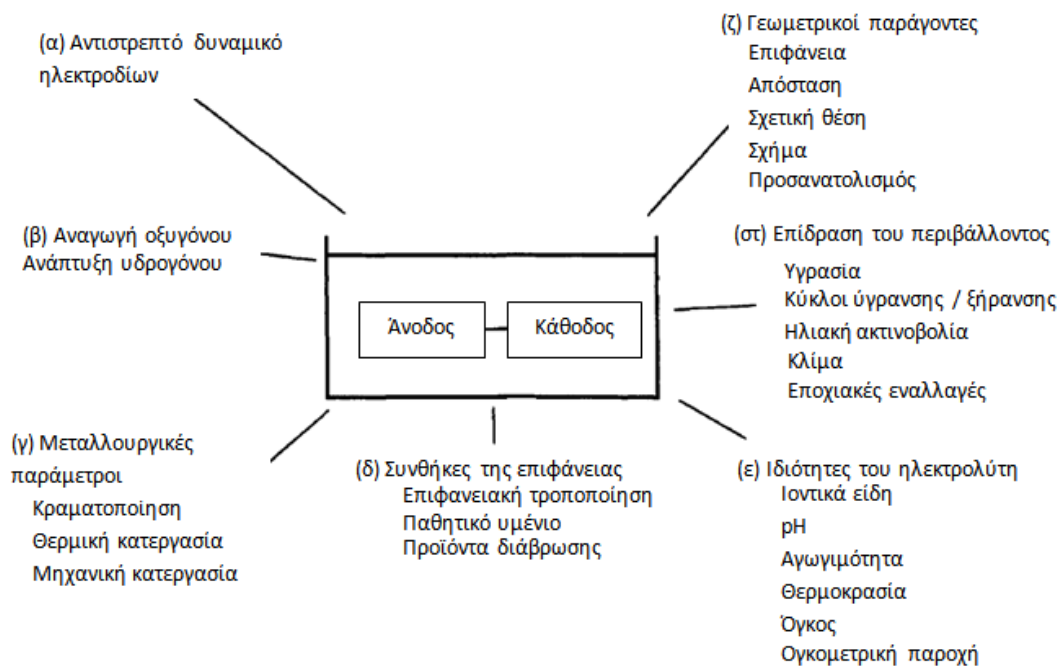 (α) Αντιστρεπτό δυναμικό
ηλεκτροδίων
(β) Αναγωγή οξυγόνου
Ανάπτυξη υδρογόνου
(γ) Μεταλλουργικές
παράμετροι
Κραματοποίηση
Θερμική κατεργασία
Μηχανική κατεργασία
Άνοδος
Κάθοδος
(δ) Συνθήκες της επιφάνειας
Επιφανειακή τροποποίηση
Παθητικό υμένιο
Προϊόντα διάβρωσης
(ε) Ιδιότητες του ηλεκτρολύτη
Ιοντικά είδη
pH
Αγωγιμότητα
Θερμοκρασία
Όγκος
Ογκομετρική παροχή
(στ) Επίδραση του περιβάλλοντος
Υγρασία
Κύκλοι ύγρανσης / ξήρανσης
Ηλιακή ακτινοβολία
Κλίμα
Εποχιακές εναλλαγές
(ζ) Γεωμετρικοί παράγοντες
Επιφάνεια
Απόσταση
Σχετική θέση
Σχήμα
Προσανατολισμός